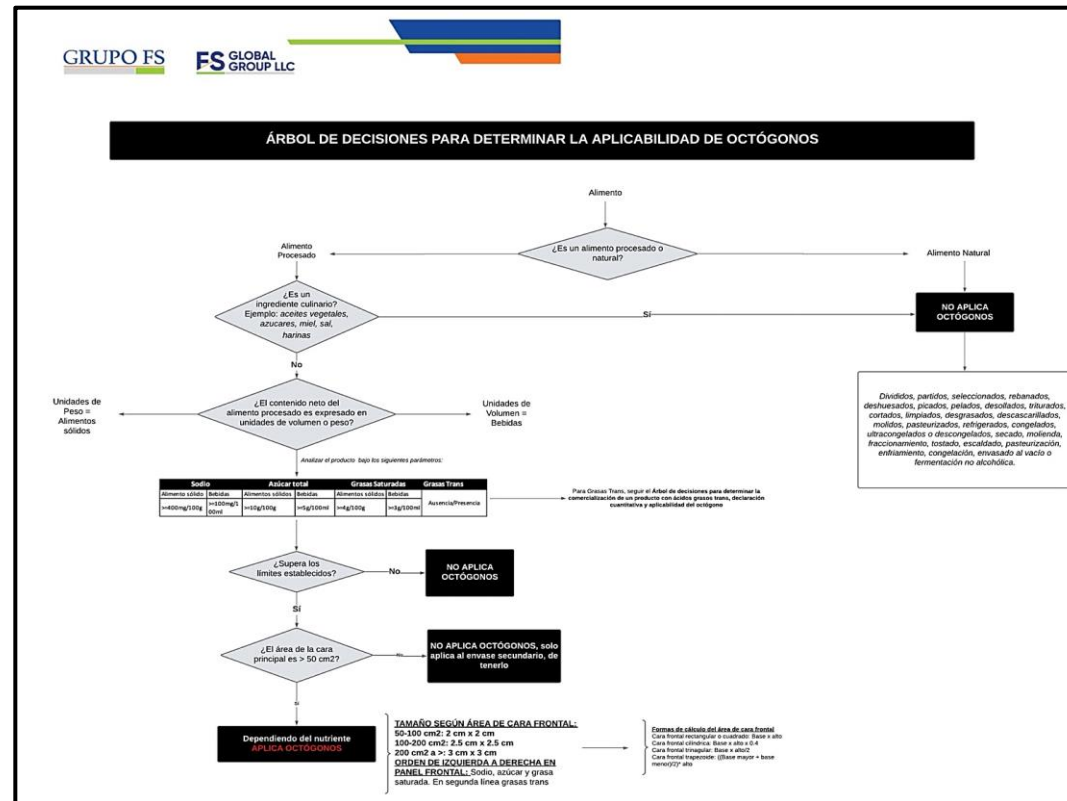 GRUPO FS
FS GLOBAL
GROUP LLC
ÁRBOL DE DECISIONES PARA DETERMINAR LA APLICABILIDAD DE OCTÓGONOS
Alimento
¿Es un alimento procesado o
natural?
Alimento
Procesado
Alimento Natural
¿Es un
ingrediente culinario?
Ejemplo: aceites vegetales,
azucares, miel, sal,
harinas
Sí
NO APLICA
OCTÓGONOS
No
Divididos, partidos, seleccionados, rebanados,
deshuesados, picados, pelados, desollados, triturados,
cortados, limpiados, desgrasados, descascarillados,
molidos, pasteurizados, refrigerados, congelados,
ultracongelados o descongelados, secado, molienda,
fraccionamiento, tostado, escaldado, pasteurización,
enfriamiento, congelación, envasado al vacío o
fermentación no alcohólica.
Unidades de
Peso =
Alimentos
sólidos
¿El contenido neto del
alimento procesado es expresado en
unidades de volumen o peso?
Unidades
de Volumen =
Bebidas
Analizar el producto bajo los siguientes parámetros:
Sodio Azúcar total Grasas Saturadas Grasas Trans
Alimento sólido Bebidas Alimentos sólidos Bebidas Alimentos sólidos Bebidas Ausencia/Presencia
>=400mg/100g >=100mg/1
00ml >=10g/100g >=5g/100ml >=4g/100g >=3g/100ml
Para Grasas Trans, seguir el Árbol de decisiones para determinar la
comercialización de un producto con ácidos grasos trans, declaración
cuantitativa y aplicabilidad del octógono
¿Supera los
límites establecidos?
No
NO APLICA
OCTÓGONOS
Sí
¿El área de la cara
principal es > 50 cm2?
NO APLICA OCTÓGONOS, solo
aplica al envase secundario, de
tenerlo
Sí
Dependiendo del nutriente
APLICA OCTÓGONOS
TAMAÑO SEGÚN ÁREA DE CARA FRONTAL:
50-100 cm2: 2 cm x 2 cm
100-200 cm2: 2.5 cm x 2.5 cm
200 cm2 a >: 3 cm x 3 cm
ORDEN DE IZQUIERDA A DERECHA EN
PANEL FRONTAL: Sodio, azúcar y grasa
saturada. En segunda línea grasas trans
Formas de cálculo del área de cara frontal
Cara frontal rectangular o cuadrado: Base x alto
Cara frontal cilíndrica: Base x alto x 0.4
Cara frontal trinagular: Base x alto/2
Cara frontal trapezoide: ((Base mayor + base
menor)/2)* alto